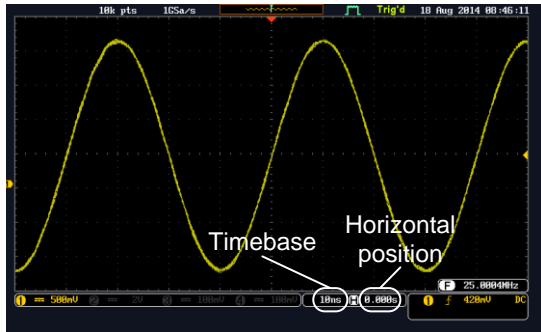 10k pts 1GSa/s Trig'd 18 Aug 2014 08:46:11
Timebase
Horizontal
position
F 25.0004MHz
1 500mV 2 2V 3 100mV 4 100mV 10ns H 0.000s 1 420mV DC